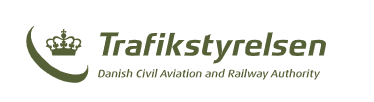 Trafikstyrelsen
Danish Civil Aviation and Railway Authority